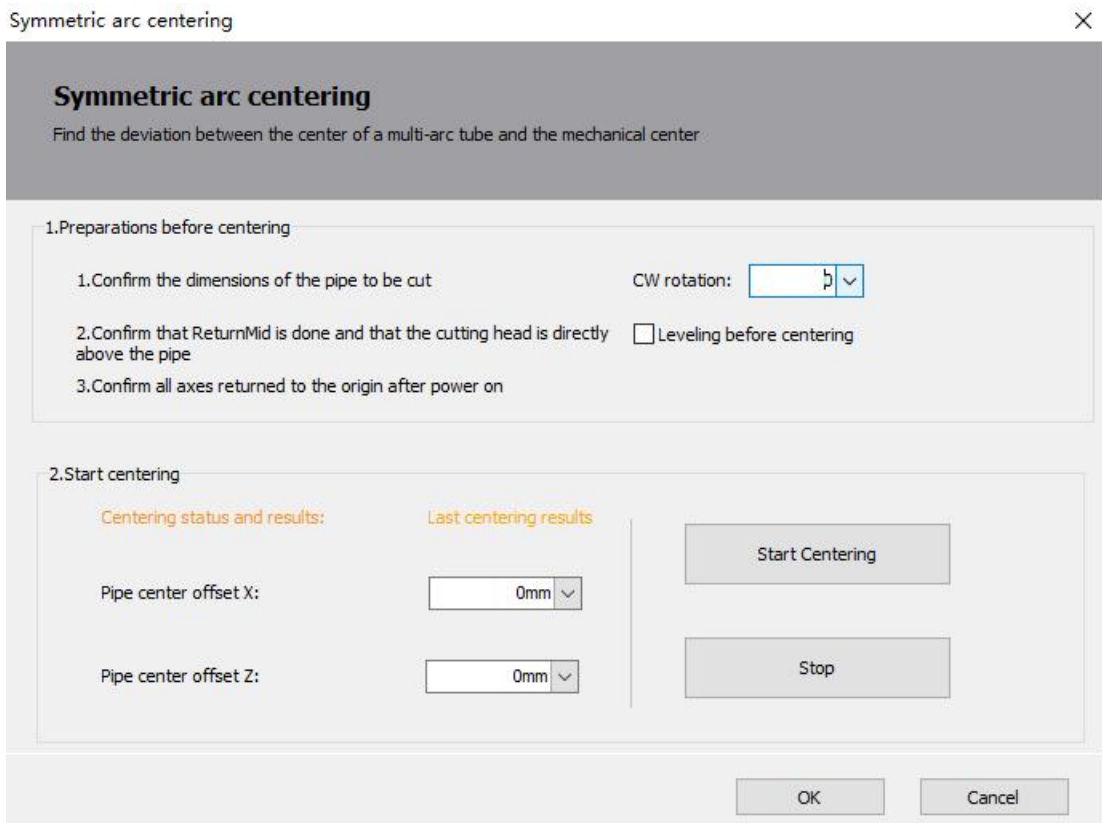 Symmetric arc centering
Symmetric arc centering
Find the deviation between the center of a multi-arc tube and the mechanical center
1.Preparations before centering
1.Confirm the dimensions of the pipe to be cut
CW rotation:
2.Confirm that ReturnMid is done and that the cutting head is directly
above the pipe
Leveling before centering
3.Confirm all axes returned to the origin after power on
2.Start centering
Centering status and results:
Last centering results
Start Centering
Pipe center offset X:
0mm
Pipe center offset Z:
0mm
Stop
OK
Cancel